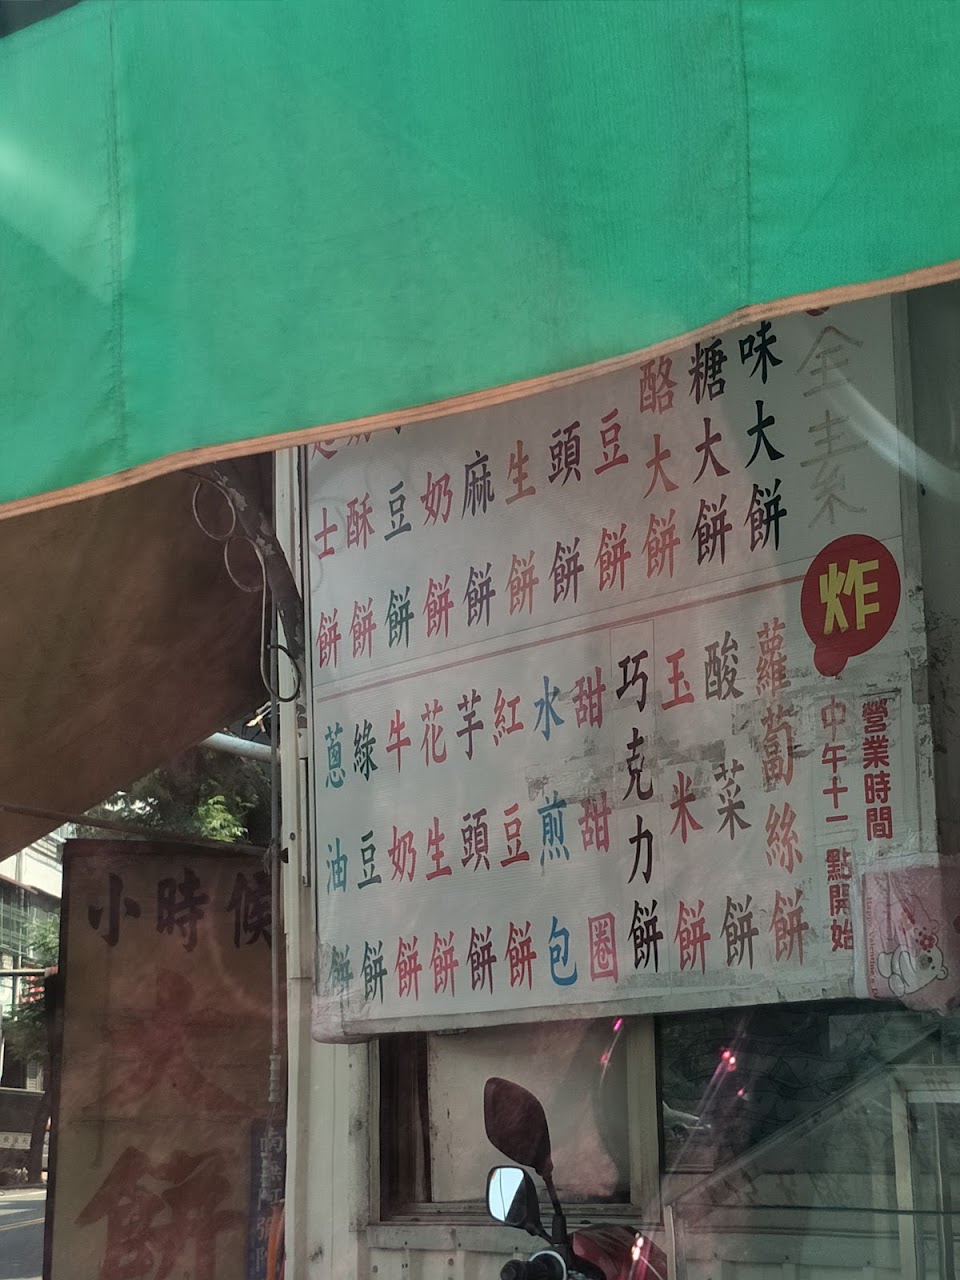 全素
味大餅
糖大餅
酪大餅
豆餅
頭餅
生餅
麻餅
奶餅
豆餅
酥餅
士餅
炸
營業時間
中午十一點開始
蘿蔔絲餅
酸菜餅
玉米餅
巧克力餅
甜甜圈
水煎包
紅豆餅
芋頭餅
花生餅
牛奶餅
綠豆餅
蔥油餅
小時候
大餅